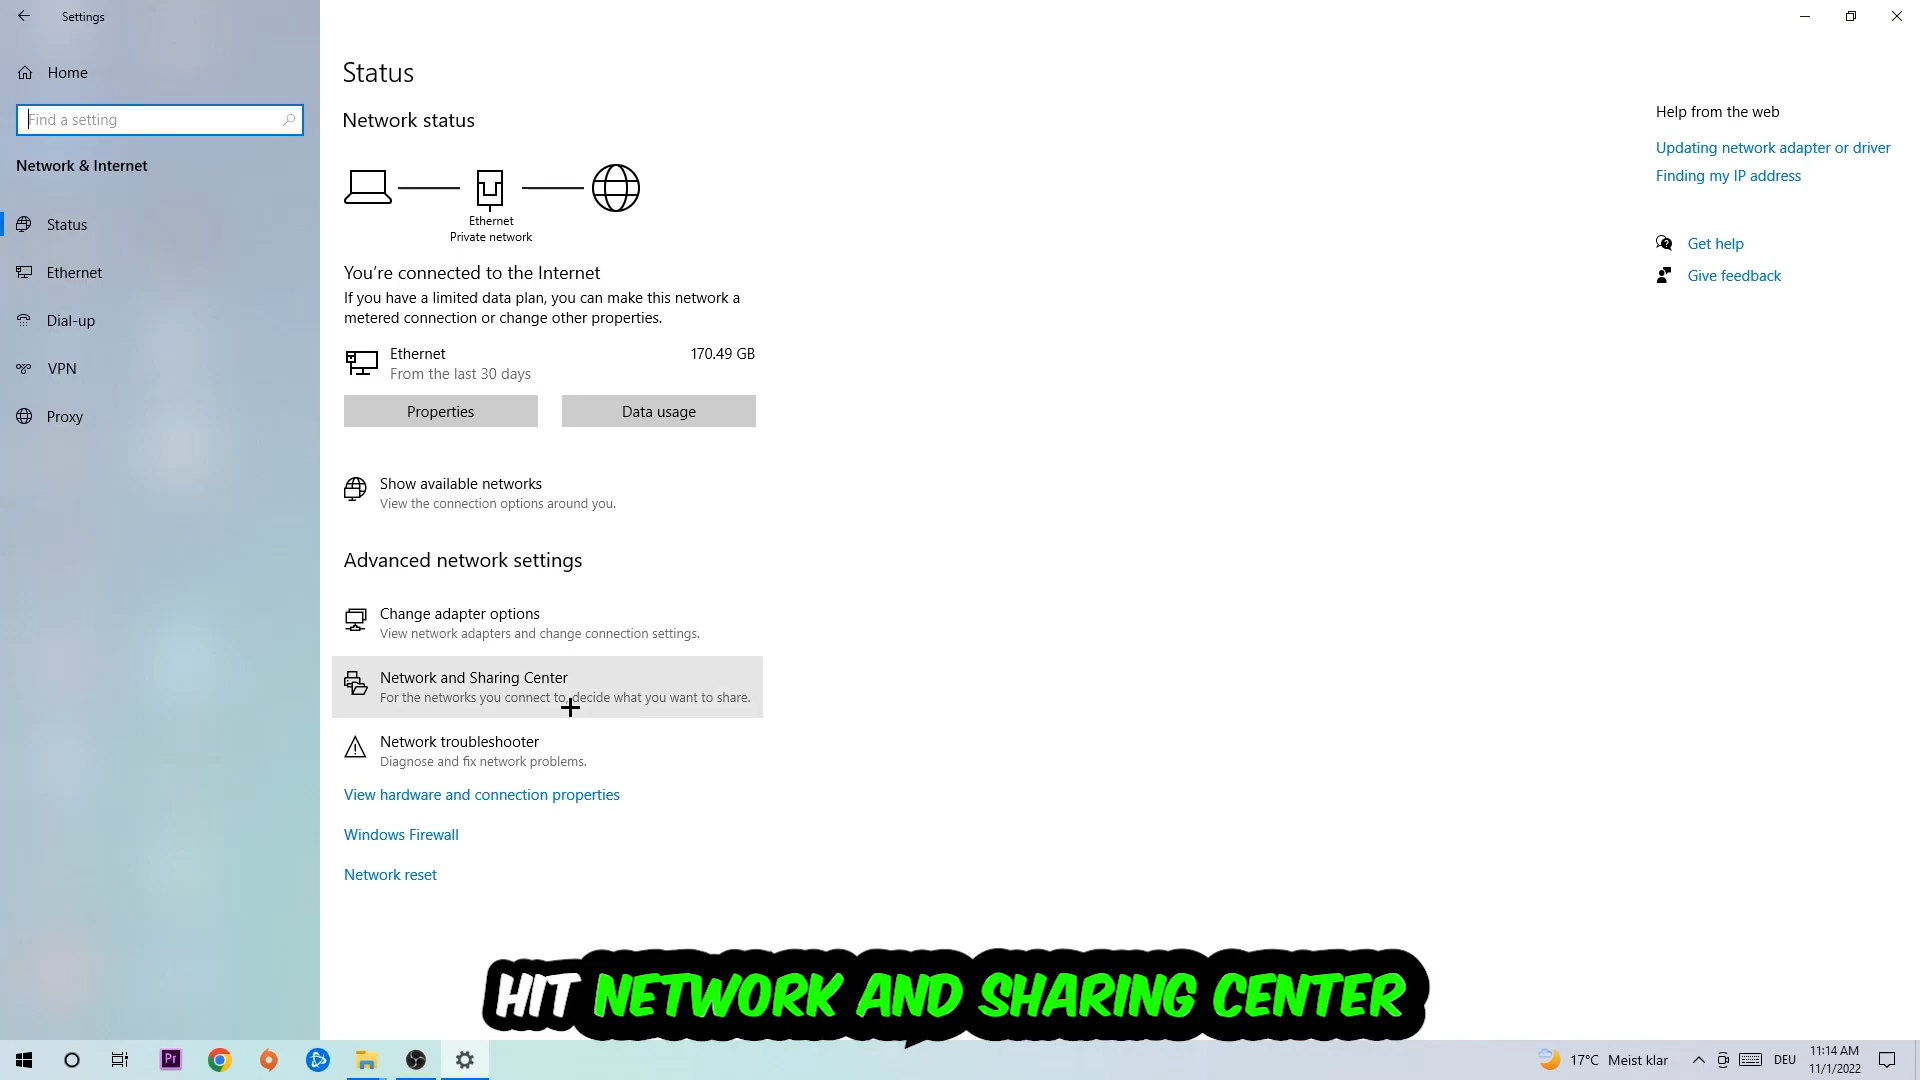 Settings
Home
Find a setting
Network & Internet
Status
Ethernet
Dial-up
VPN
Proxy
Status
Network status
Ethernet
Private network
You're connected to the Internet
If you have a limited data plan, you can make this network a
metered connection or change other properties.
Ethernet
170.49 GB
From the last 30 days
Properties
Data usage
Show available networks
View the connection options around you.
Advanced network settings
Change adapter options
View network adapters and change connection settings.
Network and Sharing Center
For the networks you connect to, decide what you want to share.
Network troubleshooter
Diagnose and fix network problems.
View hardware and connection properties
Windows Firewall
Network reset
Help from the web
Updating network adapter or driver
Finding my IP address
Get help
Give feedback
HIT NETWORK AND SHARING CENTER
Pr
17°C Meist klar
DEU
11:14 AM
11/1/2022